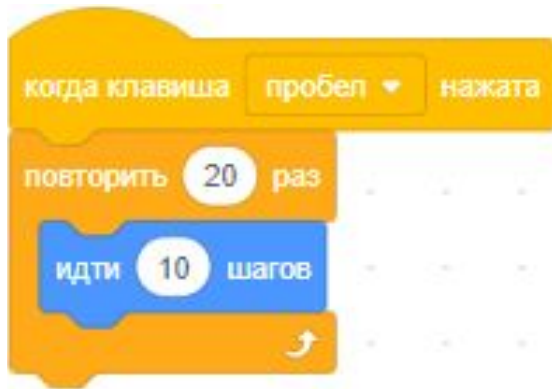 когда клавиша пробел нажата
повторить 20 раз
идти 10 шагов